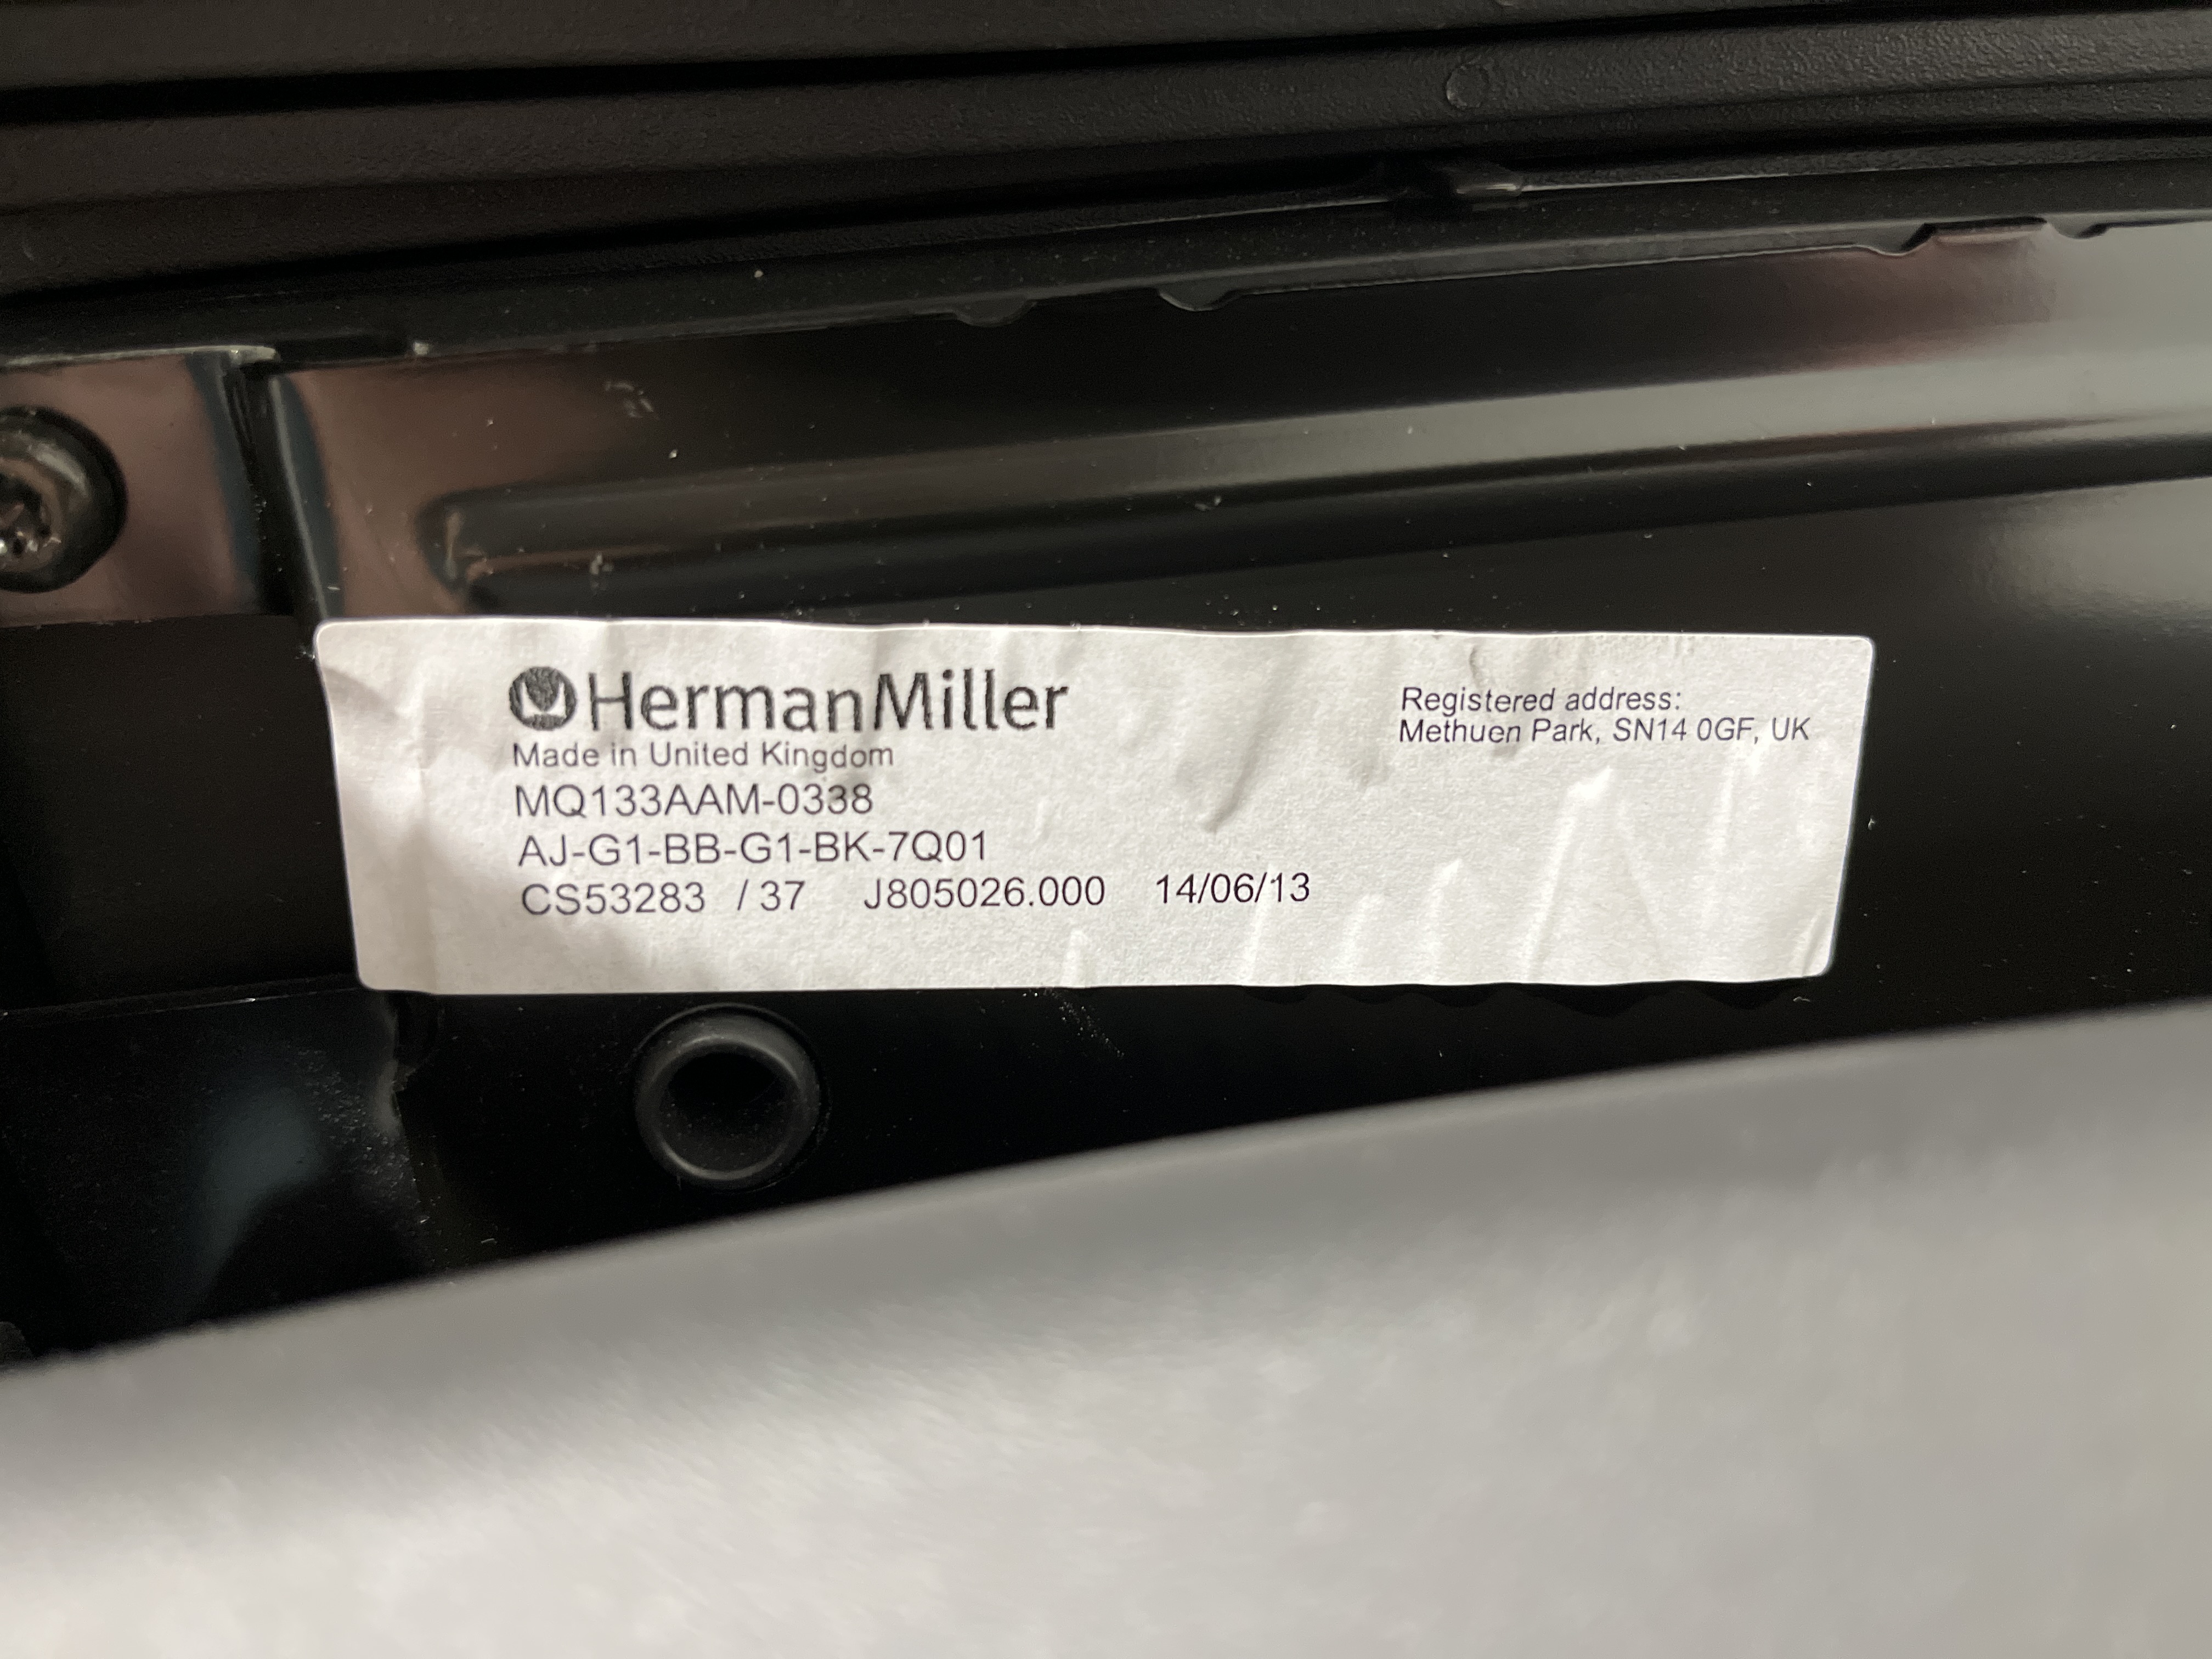 HermanMiller
Made in United Kingdom
MQ133AAM-0338
AJ-G1-BB-G1-BK-7Q01
CS53283 / 37 J805026.000 14/06/13
Registered address:
Methuen Park, SN14 0GF, UK